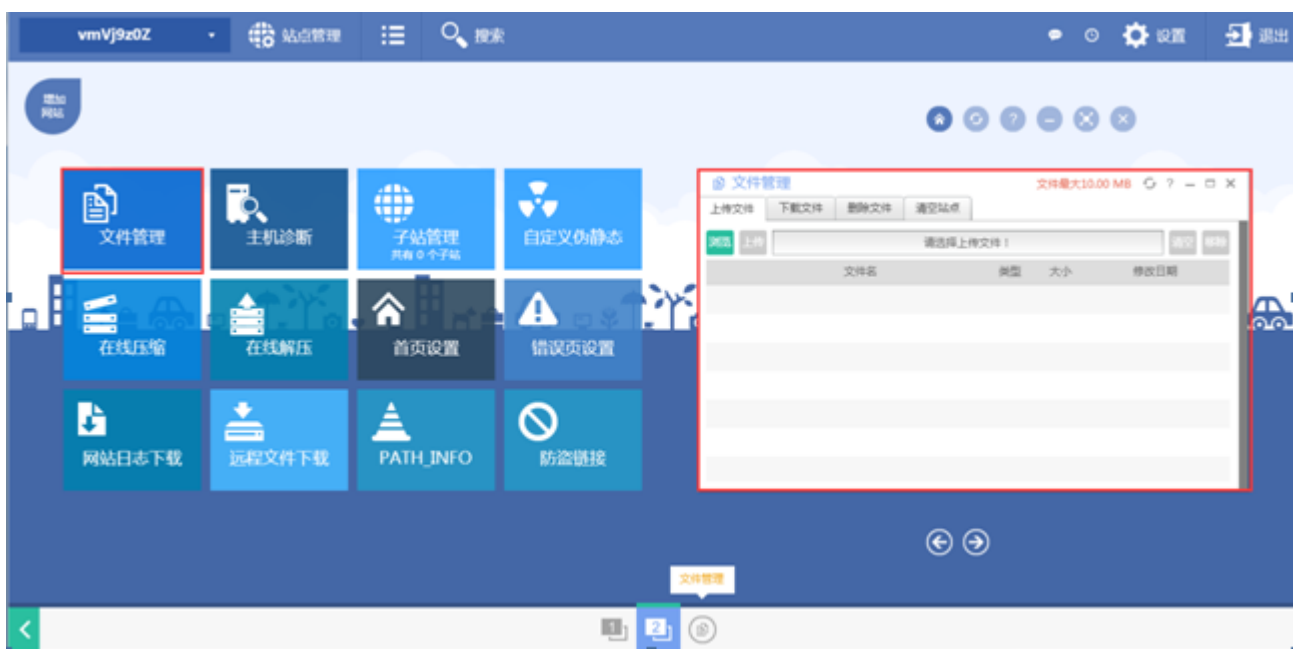 vmVj9z0Z
站点管理
搜索
设置
退出
增加
网站
文件管理
主机诊断
子站管理
共有 0 个子站
自定义伪静态
在线压缩
在线解压
首页设置
错误页设置
网站日志下载
远程文件下载
PATH_INFO
防盗链接
文件管理
文件最大10.00 MB
上传文件
下载文件
删除文件
清空站点
浏览
上传
请选择上传文件！
清空
移除
文件名
类型
大小
修改日期
文件管理
1
2